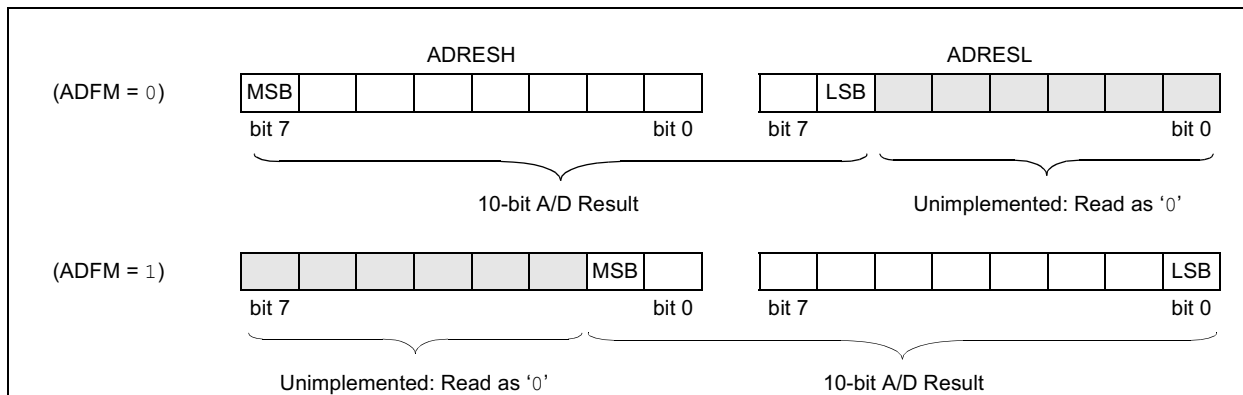 ADRESH ADRESL
(ADFM = 0) MSB LSB
bit 7 bit 0 bit 7 bit 0
10-bit A/D Result Unimplemented: Read as ‘0’
(ADFM = 1) MSB LSB
bit 7 bit 0 bit 7 bit 0
Unimplemented: Read as ‘0’ 10-bit A/D Result